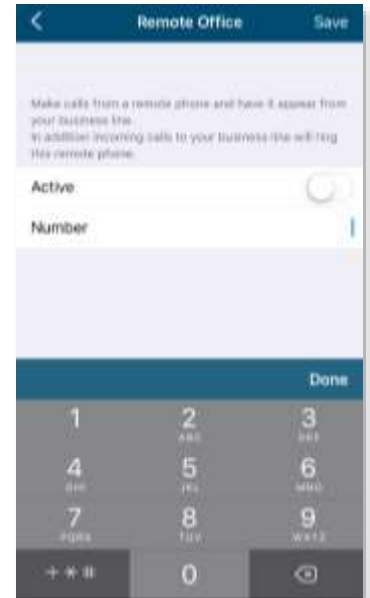 Remote Office Save
Make calls from a remote phone and have it appear from
your business line.
In addition incoming calls to your business line will ring
this remote phone.
Active
Number
Done
1 2 3
ABC DEF
4 5 6
GHI JKL MNO
7 8 9
PQRS TUV WXYZ
+ * # 0